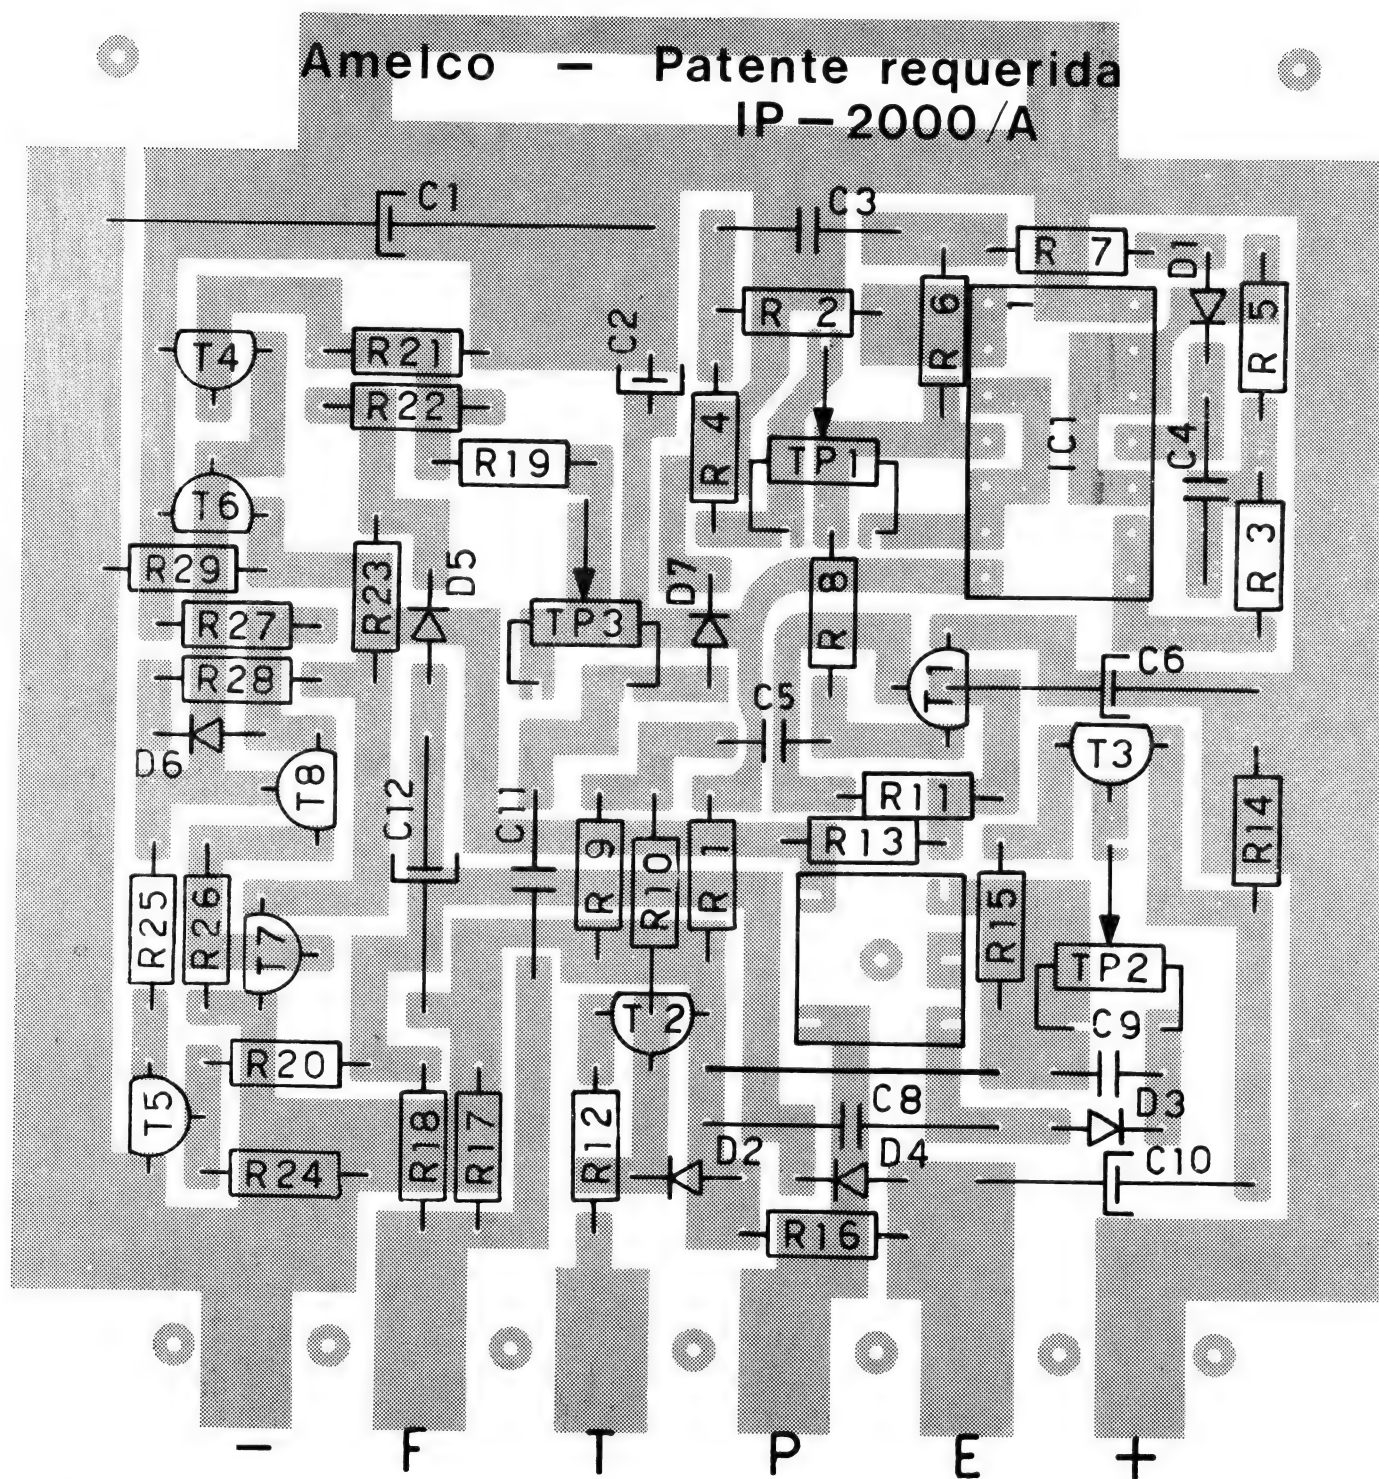 Amelco — Patente requerida
IP—2000/A
C1
C3
R 7
D1
R 2
R 6
1
R 5
C2
T4
R21
R22
R 4
TP1
IC1
C4
R19
T6
R 3
R29
R23
D5
D7
R 8
R27
TP3
R28
T1
C6
C5
D6
T3
T8
C12
C11
R11
R14
R 9
R10
R 1
R13
R25
R26
T7
R15
TP2
T 2
C9
R20
T5
R18
R17
R12
C8
D3
D2
D4
C10
R24
R16
− F T P E +